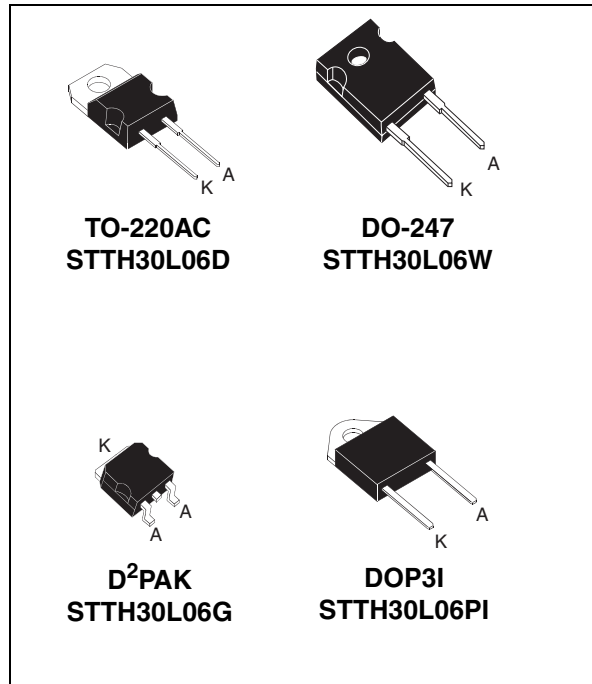 K
A
TO-220AC
STTH30L06D
A
K
DO-247
STTH30L06W
K
A
A
D²PAK
STTH30L06G
A
K
DOP3I
STTH30L06PI